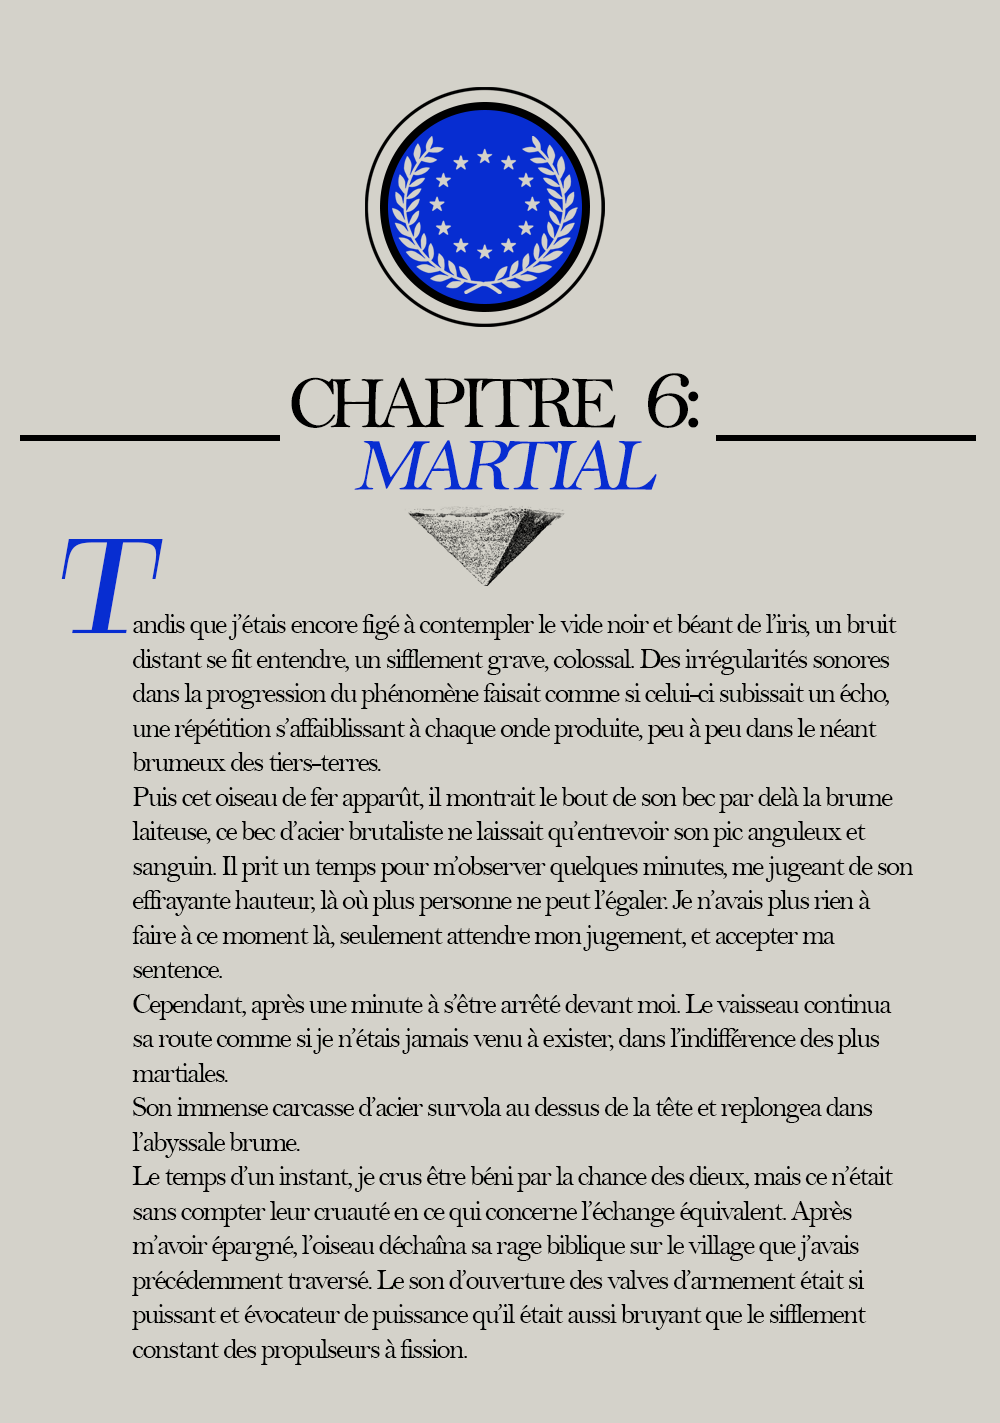 CHAPITRE 6:
MARTIAL
Tandis que j’étais encore figé à contempler le vide noir et béant de l’iris, un bruit
distant se fit entendre, un sifflement grave, colossal. Des irrégularités sonores
dans la progression du phénomène faisait comme si celui-ci subissait un écho,
une répétition s’affaiblissant à chaque onde produite, peu à peu dans le néant
brumeux des tiers-terres.
Puis cet oiseau de fer apparût, il montrait le bout de son bec par delà la brume
laiteuse, ce bec d’acier brutaliste ne laissait qu’entrevoir son pic anguleux et
sanguin. Il prit un temps pour m’observer quelques minutes, me jugeant de son
effrayante hauteur, là où plus personne ne peut l’égaler. Je n’avais plus rien à
faire à ce moment là, seulement attendre mon jugement, et accepter ma
sentence.
Cependant, après une minute à s’être arrêté devant moi. Le vaisseau continua
sa route comme si je n’étais jamais venu à exister, dans l’indifférence des plus
martiales.
Son immense carcasse d’acier survola au dessus de la tête et replongea dans
l’abyssale brume.
Le temps d’un instant, je crus être béni par la chance des dieux, mais ce n’était
sans compter leur cruauté en ce qui concerne l’échange équivalent. Après
m’avoir épargné, l’oiseau déchaîna sa rage biblique sur le village que j’avais
précédemment traversé. Le son d’ouverture des valves d’armement était si
puissant et évocateur de puissance qu’il était aussi bruyant que le sifflement
constant des propulseurs à fission.